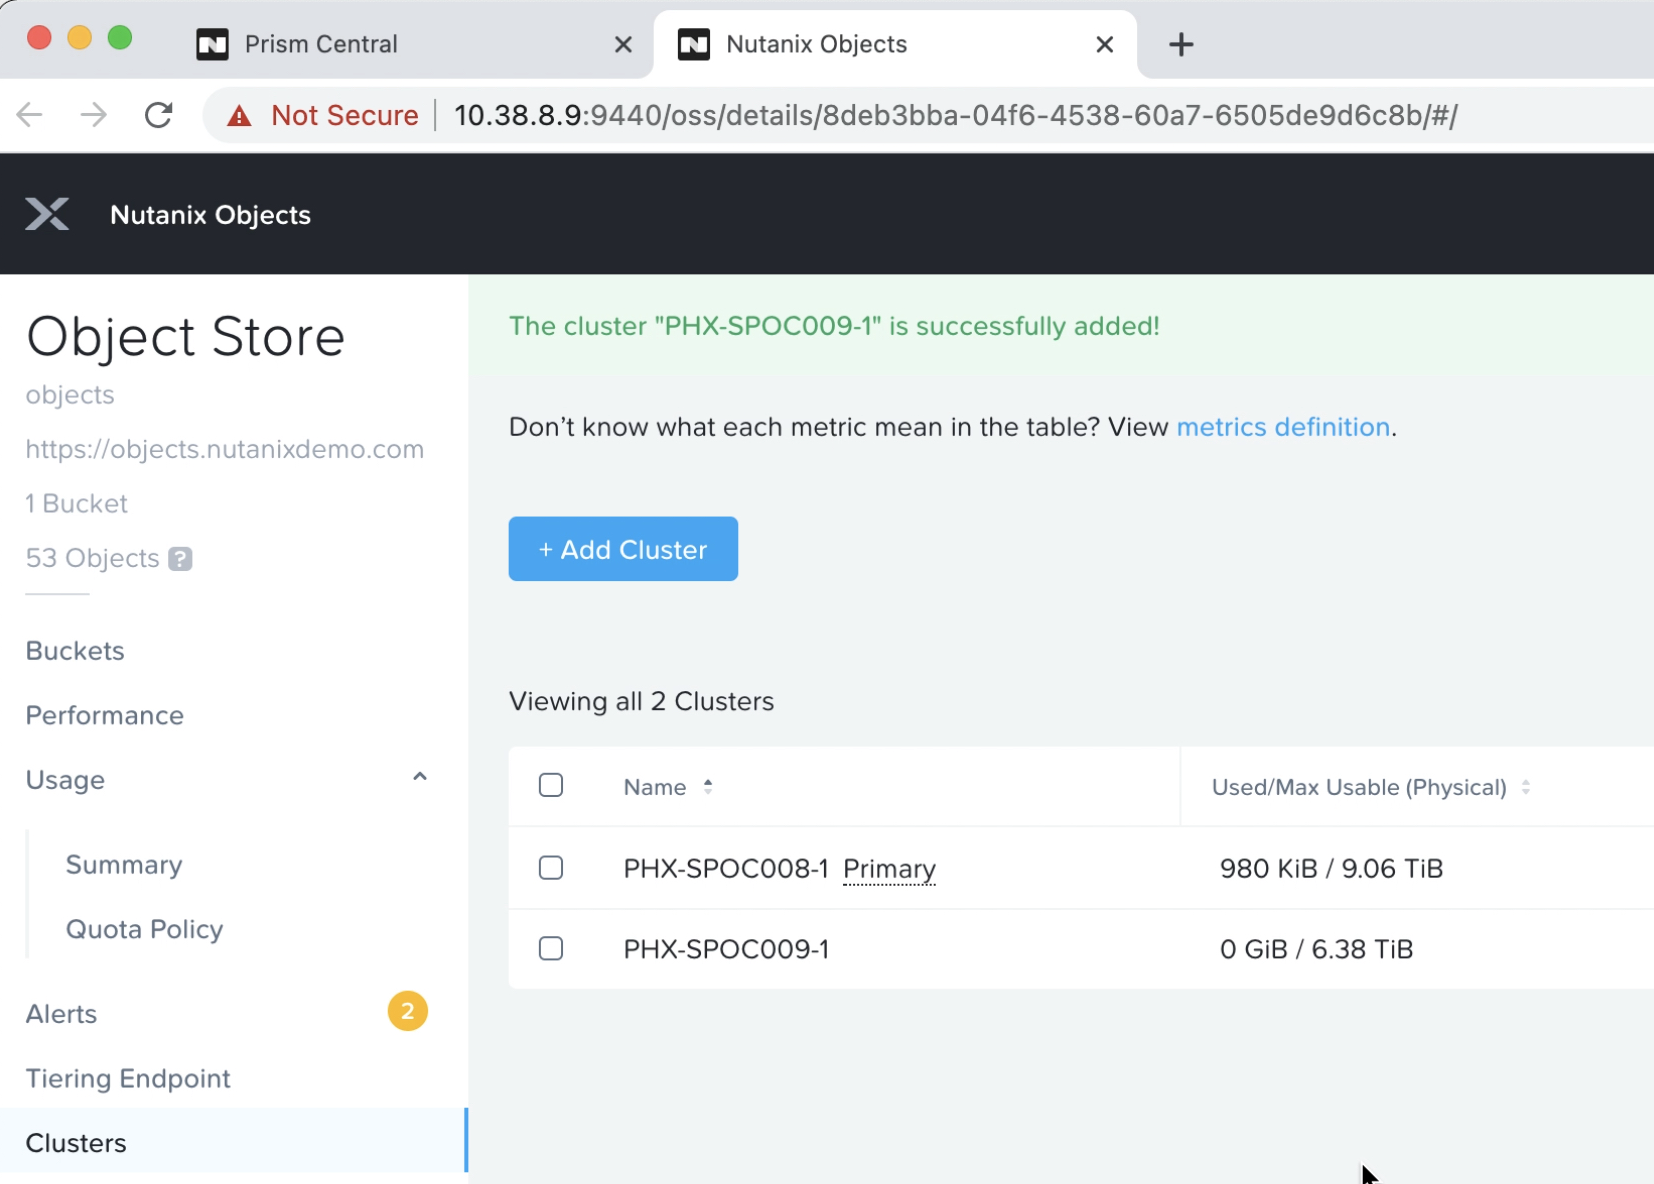 Prism Central
Nutanix Objects
Not Secure
10.38.8.9:9440/oss/details/8deb3bba-04f6-4538-60a7-6505de9d6c8b/#/
Nutanix Objects
Object Store
objects
https://objects.nutanixdemo.com
1 Bucket
53 Objects ?
Buckets
Performance
Usage
Summary
Quota Policy
Alerts 2
Tiering Endpoint
Clusters
The cluster "PHX-SPOC009-1" is successfully added!
Don’t know what each metric mean in the table? View metrics definition.
+ Add Cluster
Viewing all 2 Clusters
Name Used/Max Usable (Physical)
PHX-SPOC008-1 Primary 980 KiB / 9.06 TiB
PHX-SPOC009-1 0 GiB / 6.38 TiB